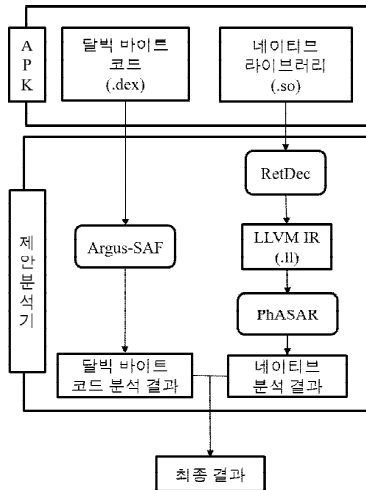 APK
달빅 바이트
코드
(.dex)
네이티브
라이브러리
(.so)
제안분석기
RetDec
Argus-SAF
LLVM IR
(.ll)
PhASAR
달빅 바이트
코드 분석 결과
네이티브
분석 결과
최종 결과